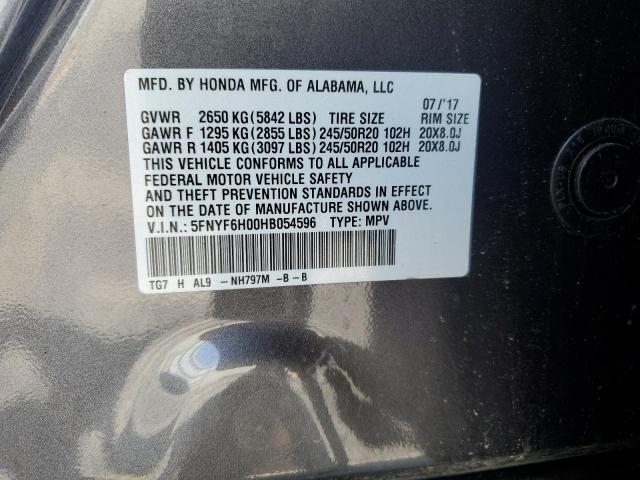 MFD. BY HONDA MFG. OF ALABAMA, LLC
07/'17
GVWR 2650 KG(5842 LBS) TIRE SIZE RIM SIZE
GAWR F 1295 KG(2855 LBS)245/50R20 102H 20X8.0J
GAWR R 1405 KG(3097 LBS)245/50R20 102H 20X8.0J
THIS VEHICLE CONFORMS TO ALL APPLICABLE
FEDERAL MOTOR VEHICLE SAFETY
AND THEFT PREVENTION STANDARDS IN EFFECT
ON THE DATE OF MANUFACTURE SHOWN ABOVE.
V.I.N.: 5FNYF6H00HB054596 TYPE: MPV
TG7 H AL9 -NH797M -B -B